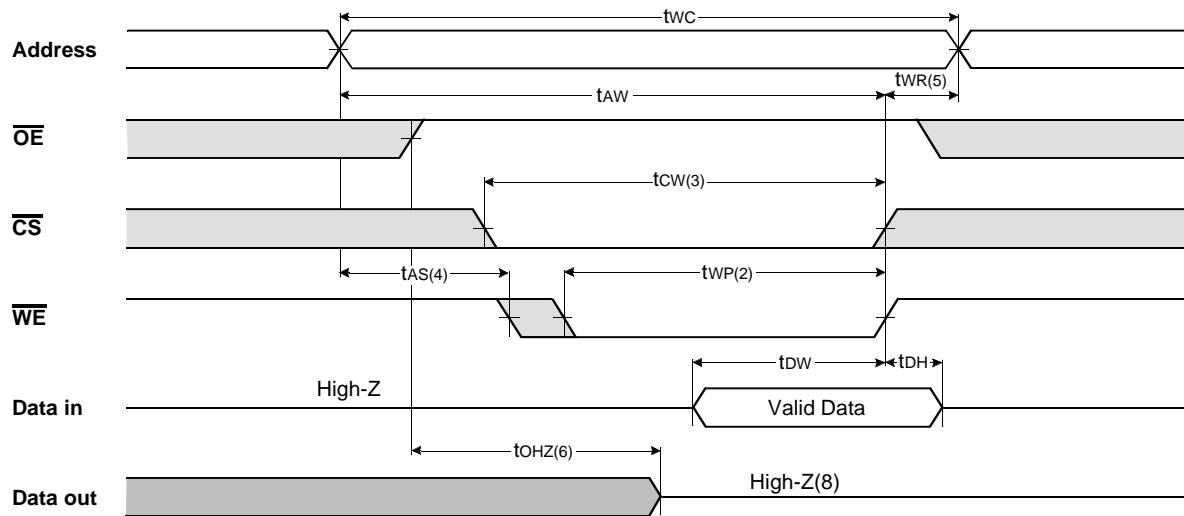 tWC
Address
tWR(5)
tAW
OE
tCW(3)
CS
tAS(4)
tWP(2)
WE
tDW
tDH
High-Z
Data in
Valid Data
tOHZ(6)
High-Z(8)
Data out